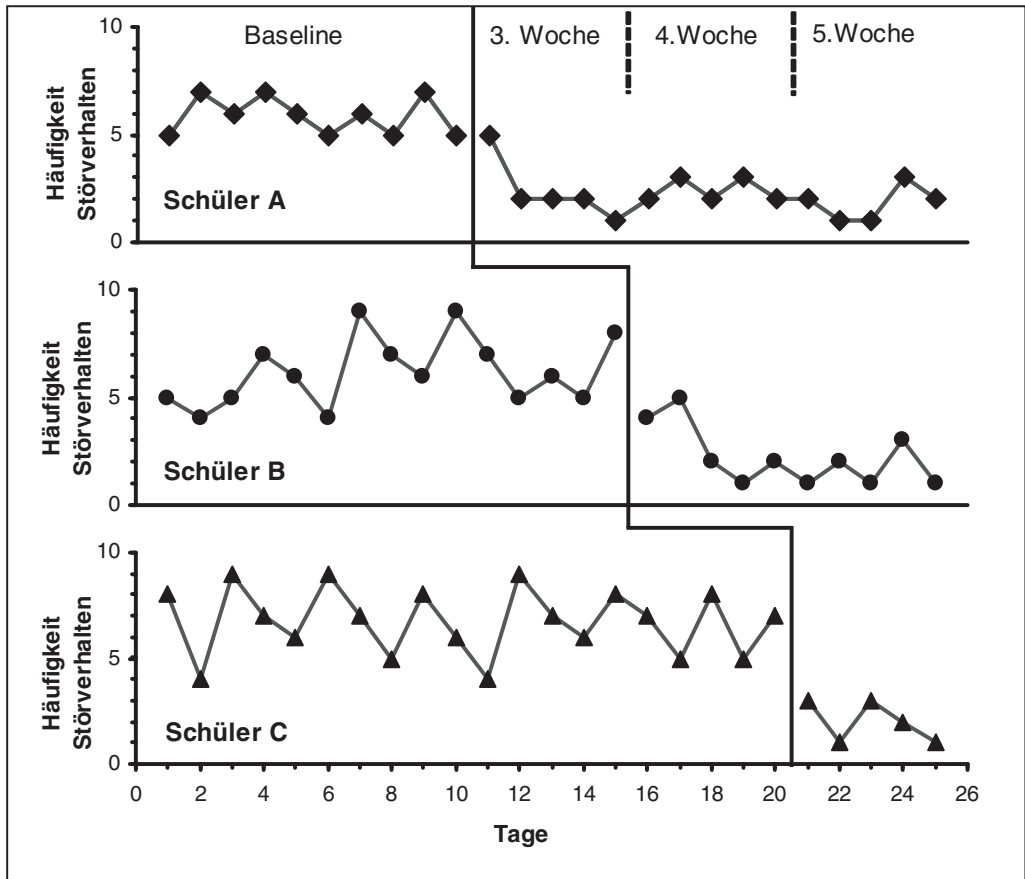 Baseline
3. Woche
4.Woche
5.Woche
10
5
0
Häufigkeit
Störverhalten
Schüler A
10
5
0
Häufigkeit
Störverhalten
Schüler B
10
5
0
Häufigkeit
Störverhalten
Schüler C
0 2 4 6 8 10 12 14 16 18 20 22 24 26
Tage